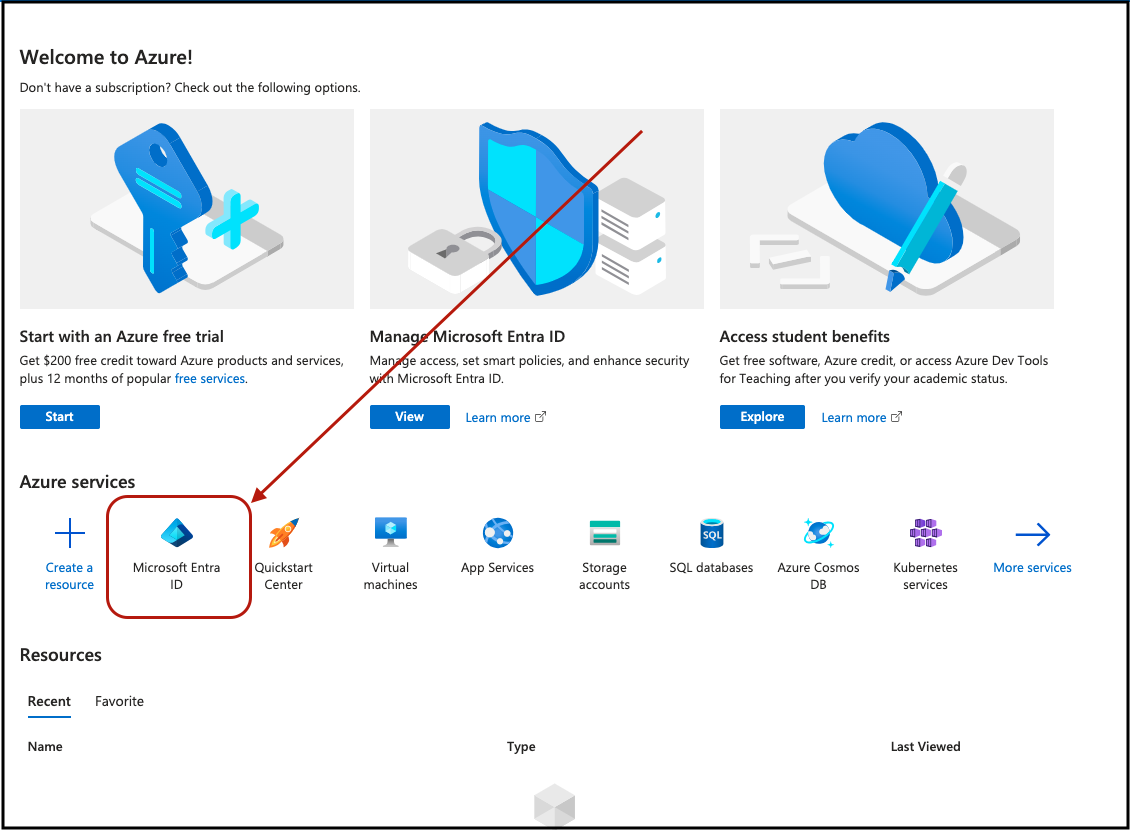 Welcome to Azure!
Don't have a subscription? Check out the following options.
Start with an Azure free trial
Get $200 free credit toward Azure products and services,
plus 12 months of popular free services.
Start
Manage Microsoft Entra ID
Manage access, set smart policies, and enhance security
with Microsoft Entra ID.
View
Learn more
Access student benefits
Get free software, Azure credit, or access Azure Dev Tools
for Teaching after you verify your academic status.
Explore
Learn more
Azure services
Create a
resource
Microsoft Entra
ID
Quickstart
Center
Virtual
machines
App Services
Storage
accounts
SQL
SQL databases
Azure Cosmos
DB
Kubernetes
services
More services
Resources
Recent
Favorite
Name
Type
Last Viewed